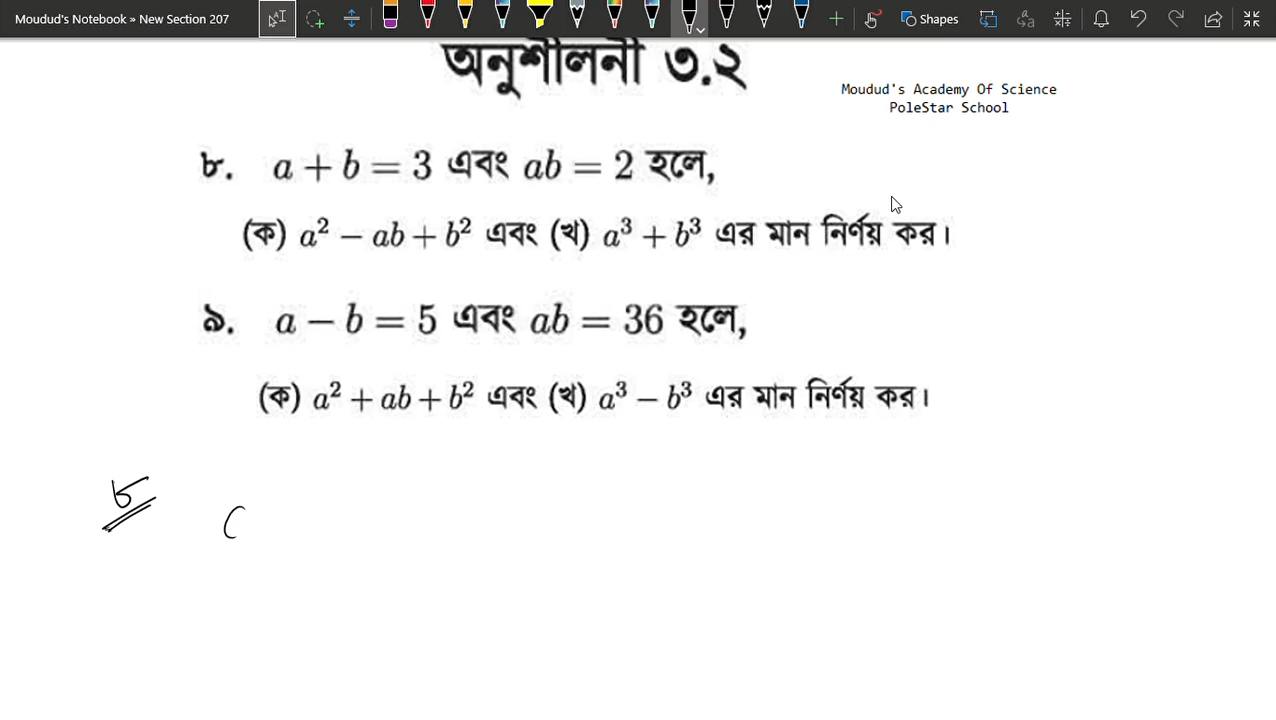 Moudud's Notebook » New Section 207
Shapes
অনুশীলনী ৩.২
Moudud's Academy Of Science
PoleStar School
৮. a + b = 3 এবং ab = 2 হলে,
(ক) a² − ab + b² এবং (খ) a³ + b³ এর মান নির্ণয় কর।
৯. a − b = 5 এবং ab = 36 হলে,
(ক) a² + ab + b² এবং (খ) a³ − b³ এর মান নির্ণয় কর।
৮ (